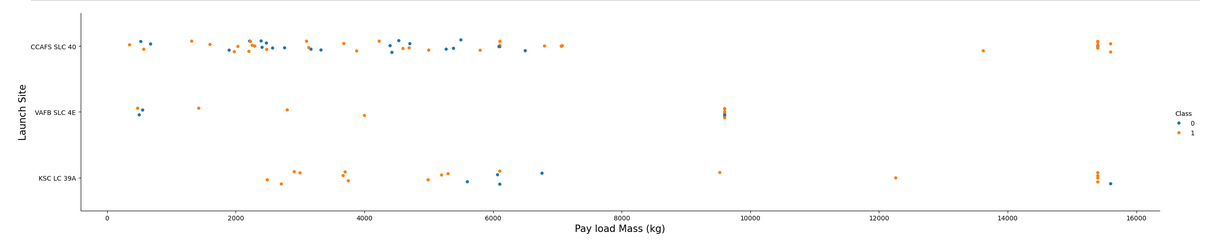 CCAFS SLC 40
VAFB SLC 4E
KSC LC 39A
Launch Site
0 2000 4000 6000 8000 10000 12000 14000 16000
Pay load Mass (kg)
Class
0
1